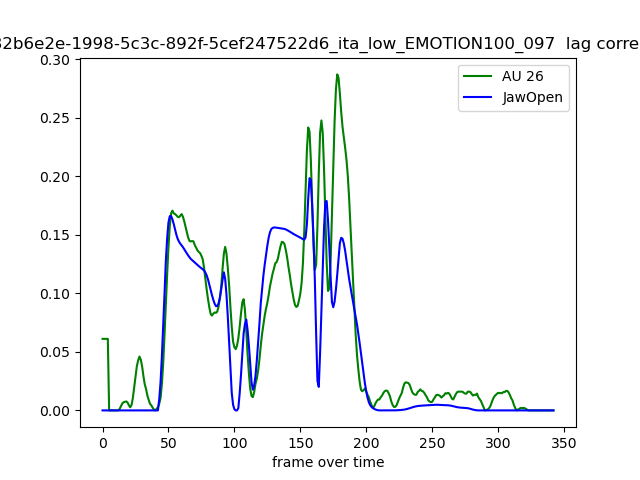 32b6e2e-1998-5c3c-892f-5cef247522d6_ita_low_EMOTION100_097 lag corre
0.30
0.25
0.20
0.15
0.10
0.05
0.00
AU 26
JawOpen
0 50 100 150 200 250 300 350
frame over time